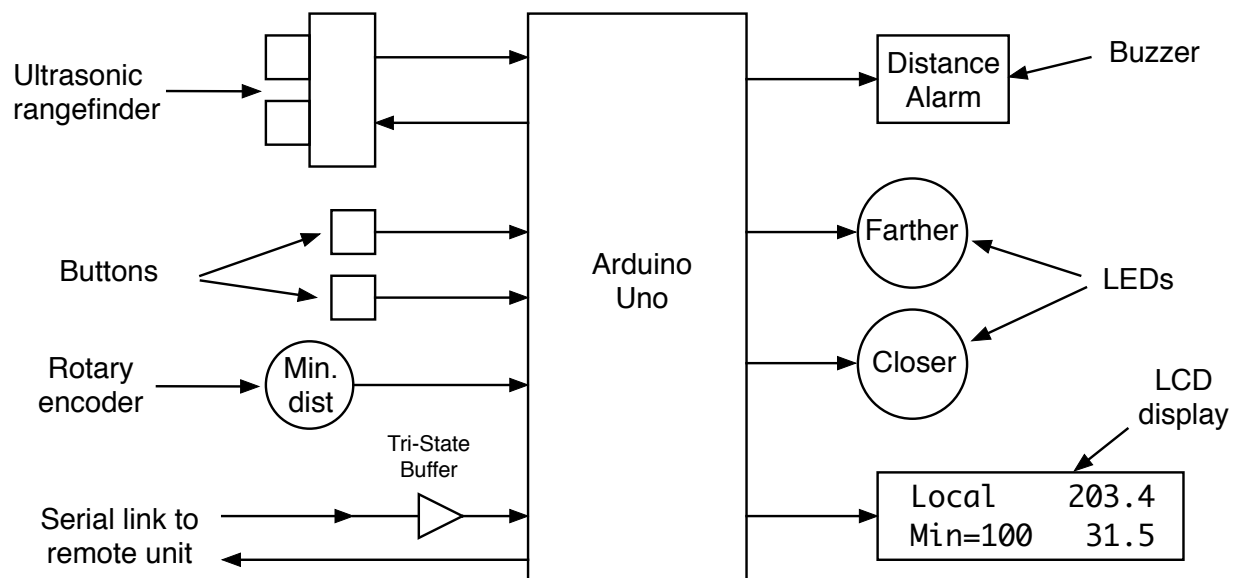 Ultrasonic
rangefinder
Buttons
Rotary
encoder
Min.
dist
Tri-State
Buffer
Serial link to
remote unit
Arduino
Uno
Distance
Alarm
Buzzer
Farther
LEDs
Closer
LCD
display
Local 203.4
Min=100 31.5